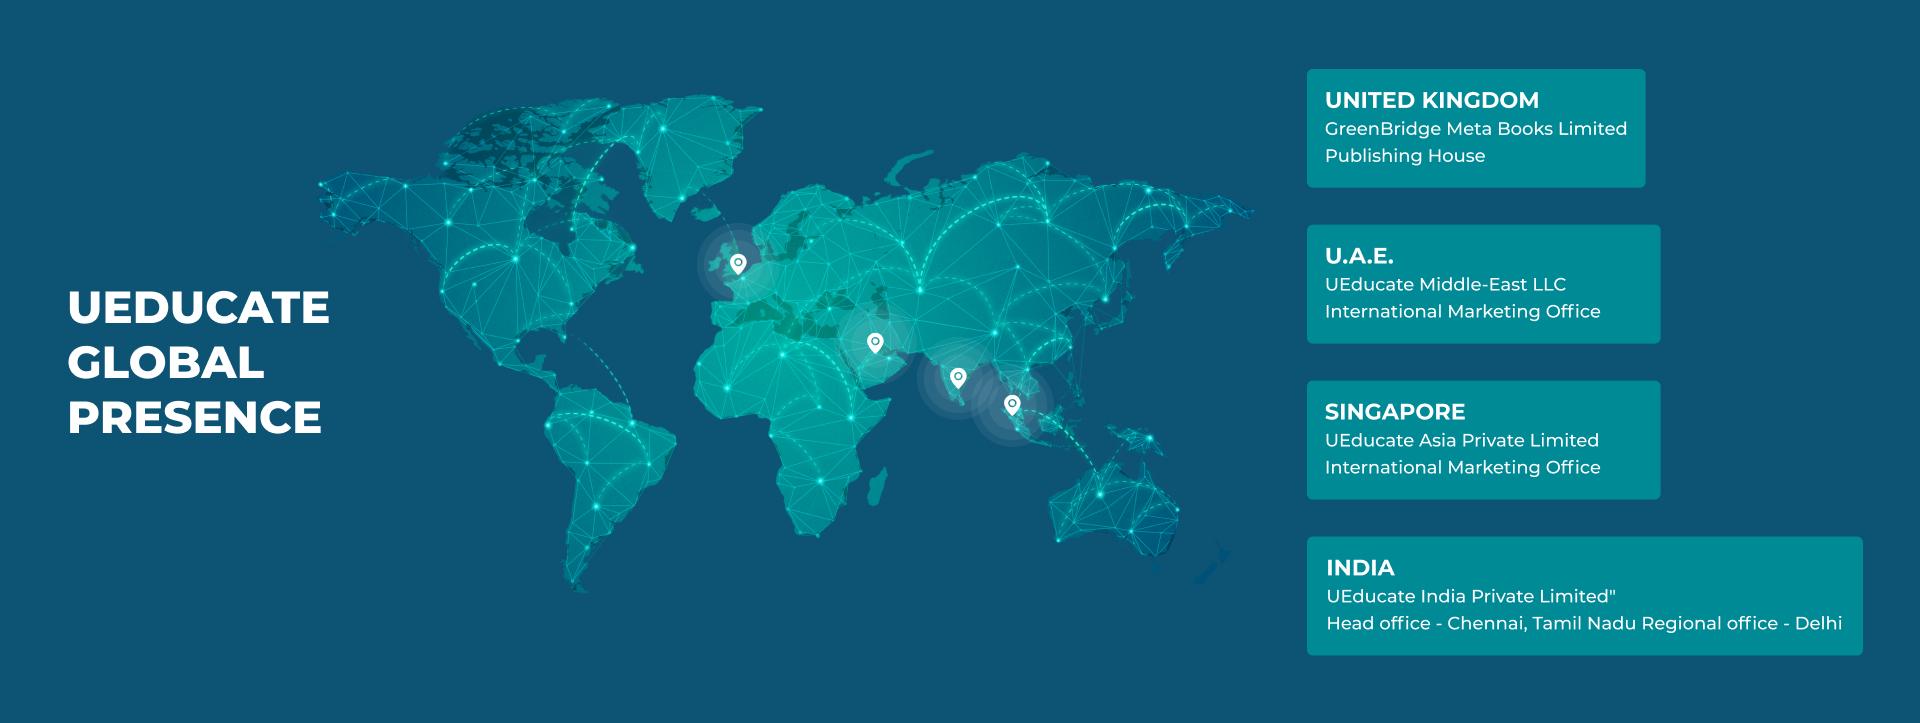 UEDUCATE
GLOBAL
PRESENCE
UNITED KINGDOM
GreenBridge Meta Books Limited
Publishing House
U.A.E.
UEducate Middle-East LLC
International Marketing Office
SINGAPORE
UEducate Asia Private Limited
International Marketing Office
INDIA
UEducate India Private Limited"
Head office - Chennai, Tamil Nadu Regional office - Delhi